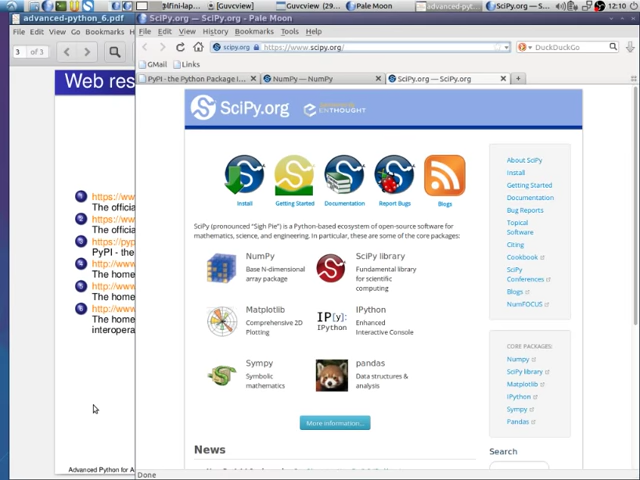 advanced-python_6.pdf
SciPy.org — SciPy.org - Pale Moon
Guvcview
Guvcview (29~
Pale Moon
advanced-py~
SciPy.org — S...
12:10
File Edit View
3 of 3
Edit View History Bookmarks Tools Help
scipy.org
https://www.scipy.org/
DuckDuckGo
GMail
Links
PyPI - the Python Package I...
NumPy — NumPy
SciPy.org — SciPy.org
Web res
https://ww
The officia
https://ww
The officia
https://pyp
PyPI - the
http://www
The home
http://www
The home
http://ww
The home
interopera
Advanced Python for A
SciPy.org
ENTHOUGHT
Install
Getting Started
Documentation
Report Bugs
Blogs
SciPy (pronounced "Sigh Pie") is a Python-based ecosystem of open-source software for
mathematics, science, and engineering. In particular, these are some of the core packages:
NumPy
Base N-dimensional
array package
SciPy library
Fundamental library
for scientific
computing
Matplotlib
Comprehensive 2D
Plotting
IP[y]:
IPython
IPython
Enhanced
Interactive Console
Sympy
Symbolic
mathematics
pandas
Data structures &
analysis
More information...
News
About SciPy
Install
Getting Started
Documentation
Bug Reports
Topical
Software
Citing
Cookbook
SciPy
Conferences
Blogs
NumFOCUS
CORE PACKAGES:
Numpy
SciPy library
Matplotlib
IPython
Sympy
Pandas
Search
Done